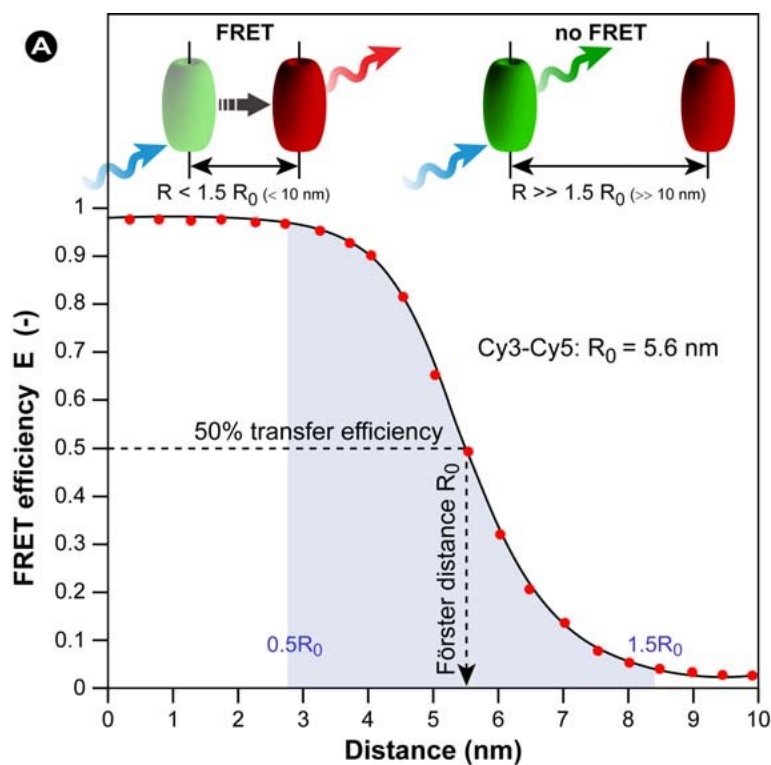 A
FRET
no FRET
R < 1.5 R0 (< 10 nm)
R >> 1.5 R0 (>> 10 nm)
1
0.9
0.8
0.7
0.6
0.5
0.4
0.3
0.2
0.1
0
FRET efficiency E (-)
Cy3-Cy5: R0 = 5.6 nm
50% transfer efficiency
Förster distance R0
0.5R0
1.5R0
0 1 2 3 4 5 6 7 8 9 10
Distance (nm)